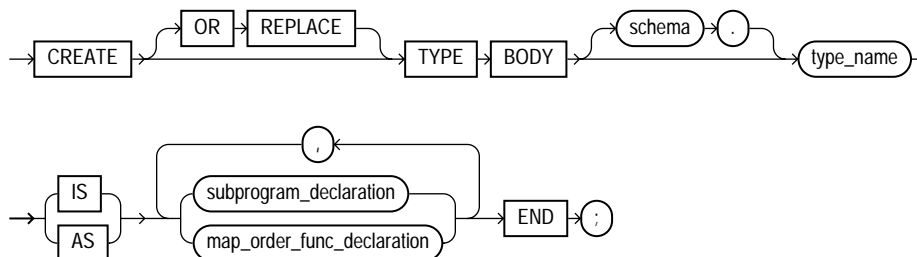 OR REPLACE schema .
CREATE TYPE BODY type_name
,
IS subprogram_declaration
END ;
AS map_order_func_declaration